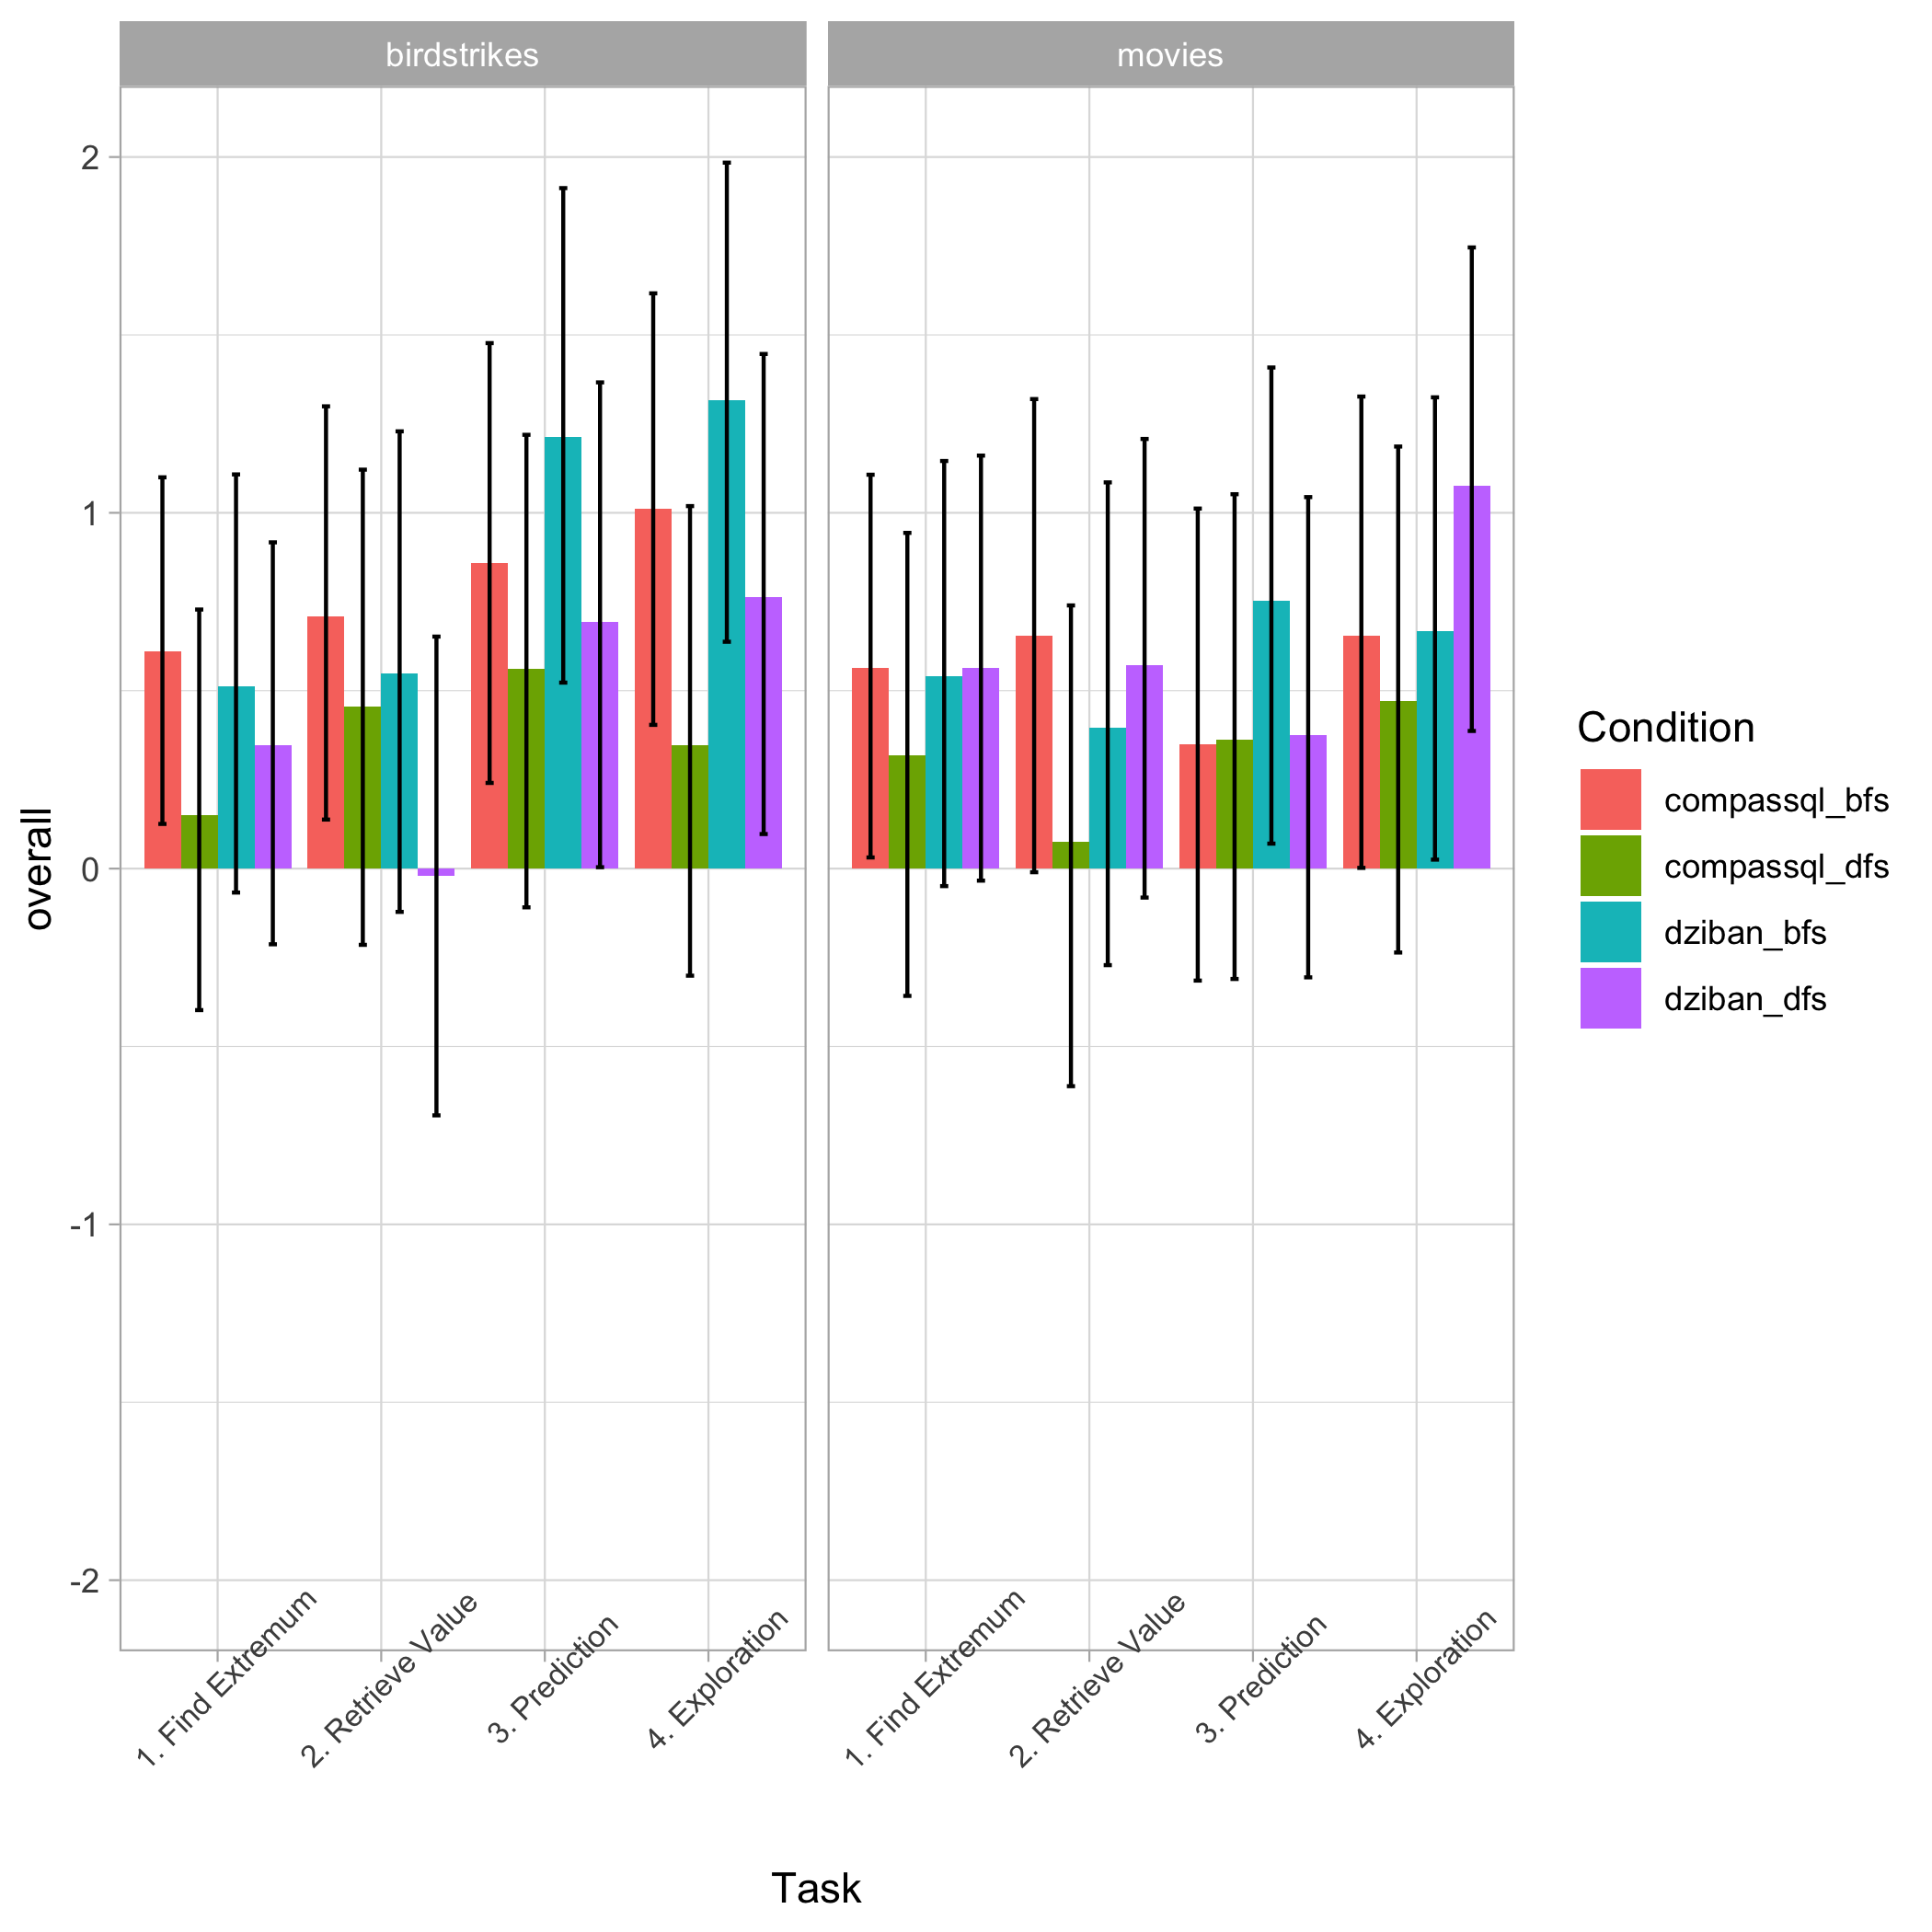 birdstrikes
movies
2
1
0
-1
-2
overall
1. Find Extremum
2. Retrieve Value
3. Prediction
4. Exploration
1. Find Extremum
2. Retrieve Value
3. Prediction
4. Exploration
Task
Condition
compassql_bfs
compassql_dfs
dziban_bfs
dziban_dfs